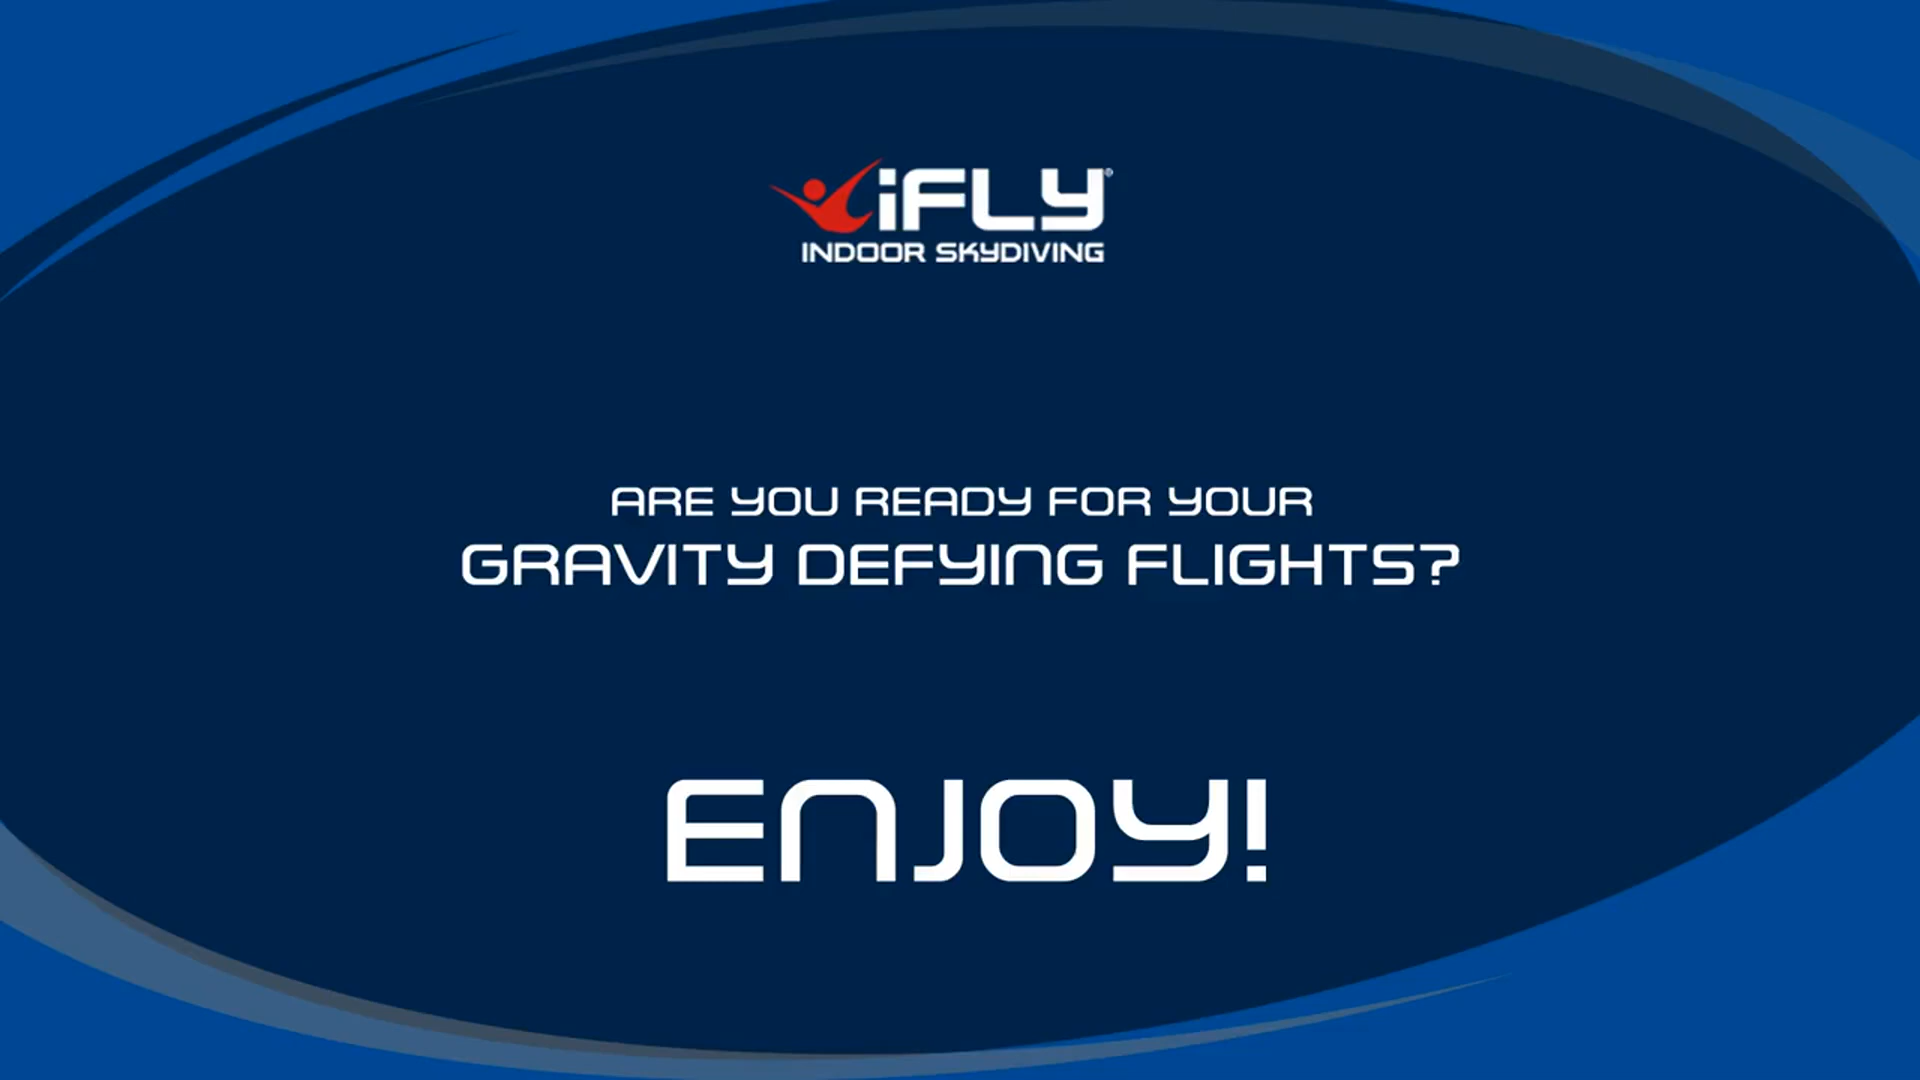 iFLY®
INDOOR SKYDIVING
ARE YOU READY FOR YOUR
GRAVITY DEFYING FLIGHTS?
ENJOY!